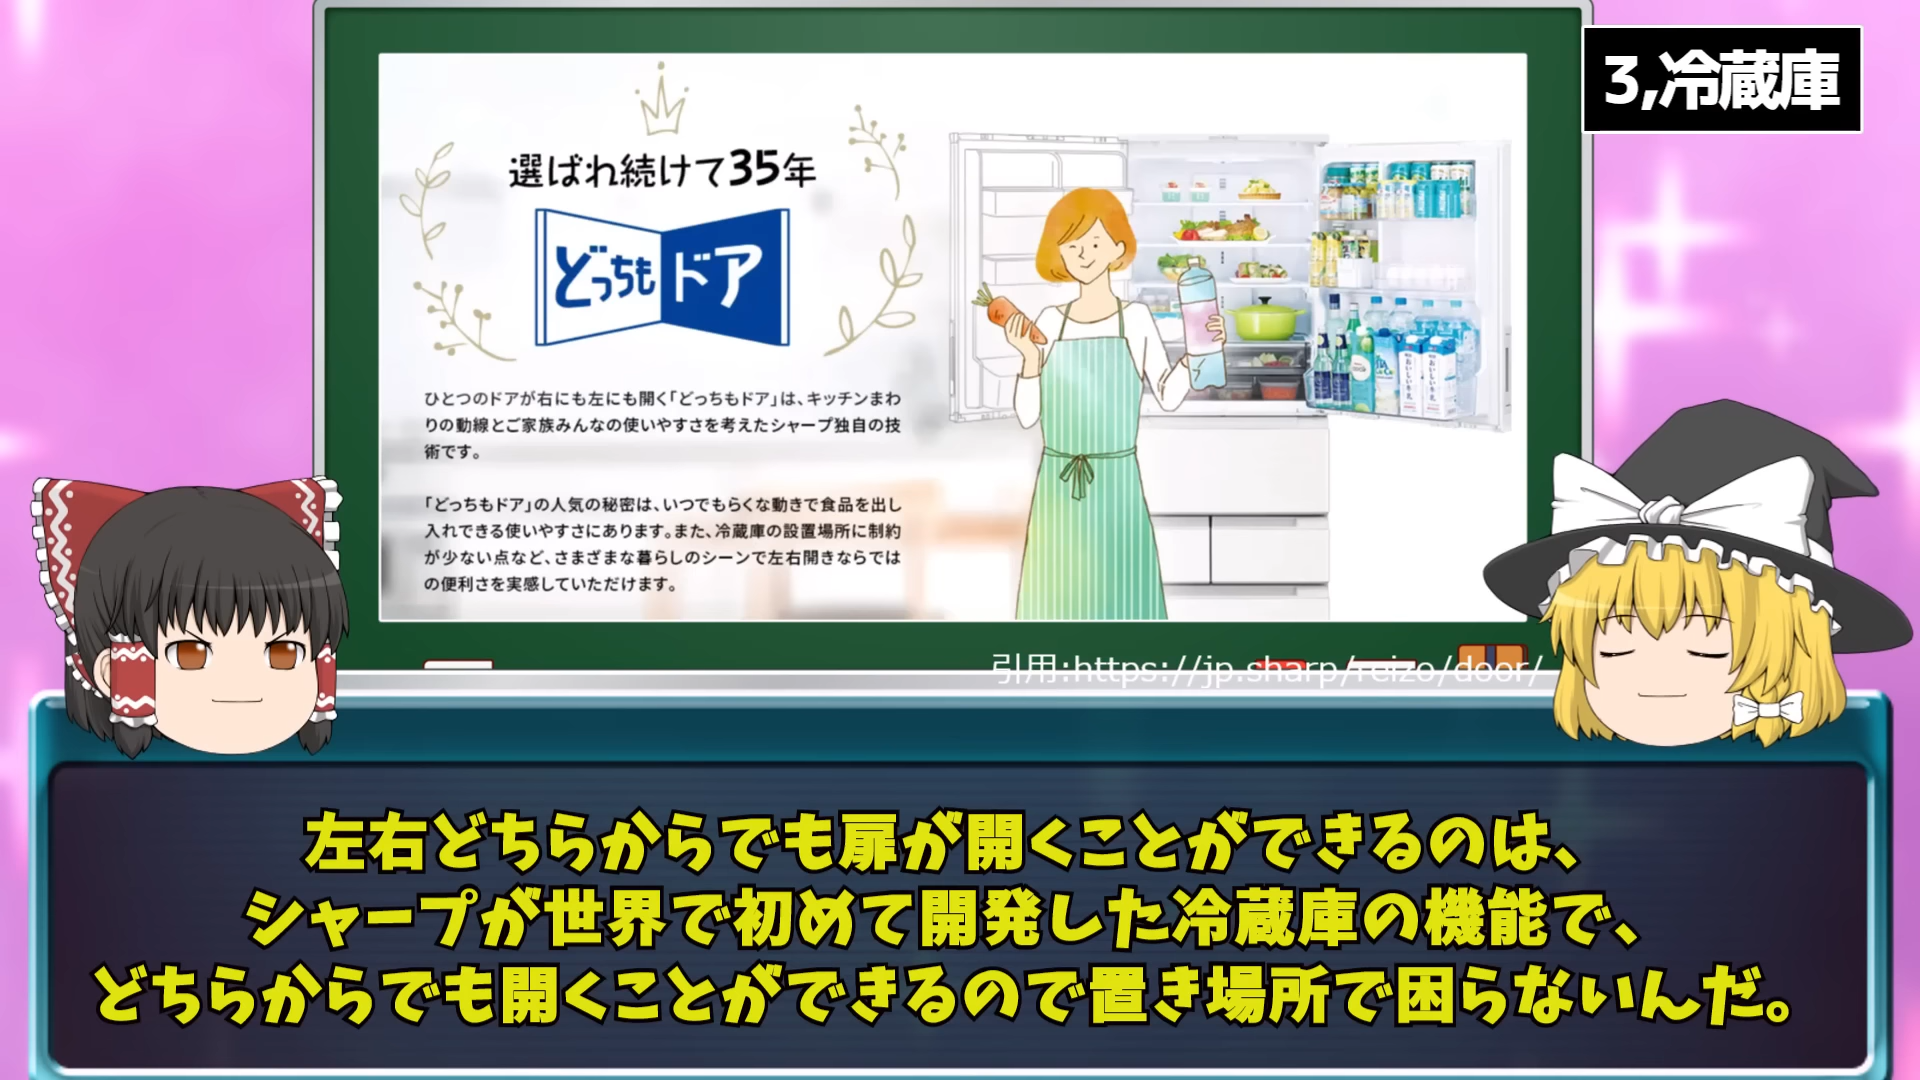 3,冷蔵庫
選ばれ続けて35年
どっちもドア
ひとつのドアが右にも左にも開く「どっちもドア」は、キッチンまわ
りの動線とご家族みんなの使いやすさを考えたシャープ独自の技
術です。
「どっちもドア」の人気の秘密は、いつでもらくな動きで食品を出し
入れできる使いやすさにあります。また、冷蔵庫の設置場所に制約
が少ない点など、さまざまな暮らしのシーンで左右開きならでは
の便利さを実感していただけます。
引用:https://jp.sharp/reizo/door/
左右どちらからでも扉が開くことができるのは、
シャープが世界で初めて開発した冷蔵庫の機能で、
どちらからでも開くことができるので置き場所で困らないんだ。